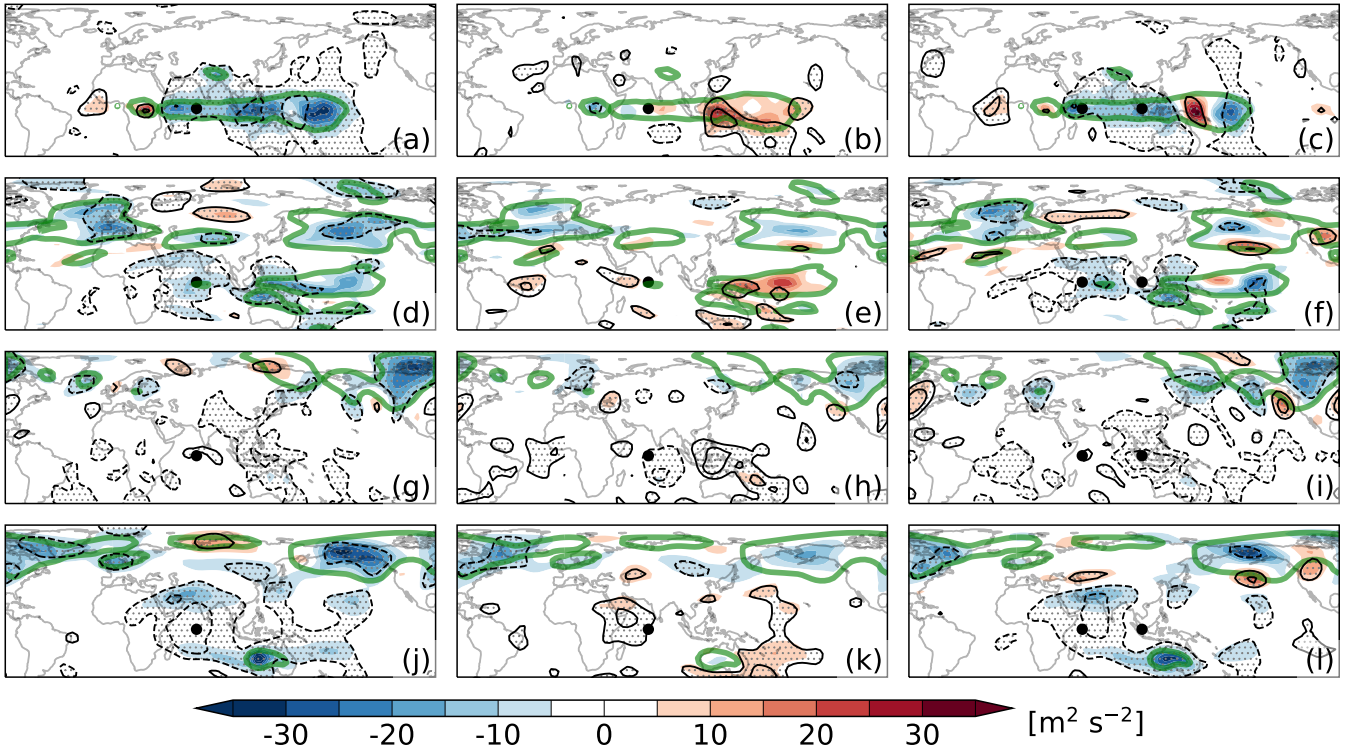 (a) (b) (c)
(d) (e) (f)
(g) (h) (i)
(j) (k) (l)
-30 -20 -10 0 10 20 30 [m² s⁻²]